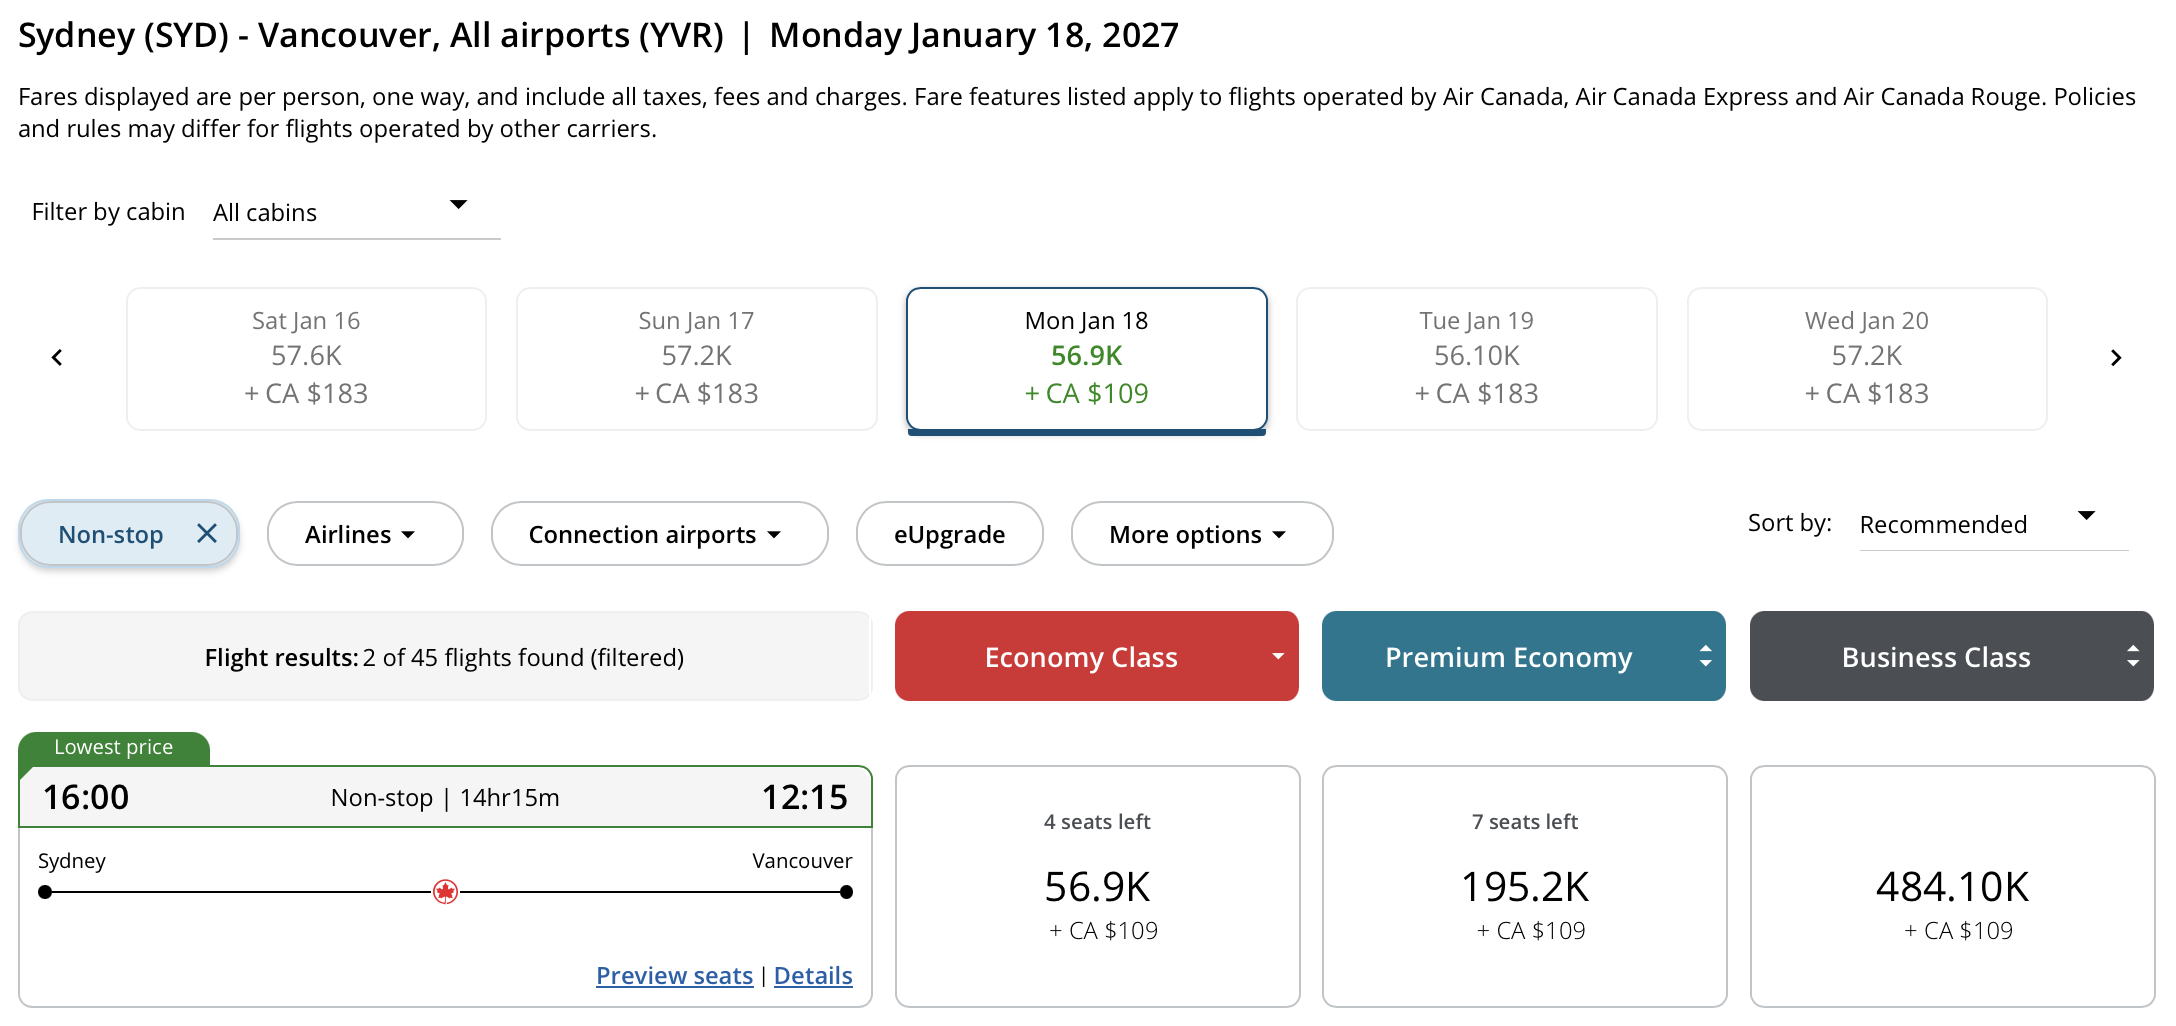 Sydney (SYD) - Vancouver, All airports (YVR) | Monday January 18, 2027
Fares displayed are per person, one way, and include all taxes, fees and charges. Fare features listed apply to flights operated by Air Canada, Air Canada Express and Air Canada Rouge. Policies
and rules may differ for flights operated by other carriers.
Filter by cabin All cabins
Sat Jan 16
57.6K
+ CA $183
Sun Jan 17
57.2K
+ CA $183
Mon Jan 18
56.9K
+ CA $109
Tue Jan 19
56.10K
+ CA $183
Wed Jan 20
57.2K
+ CA $183
Non-stop
Airlines
Connection airports
eUpgrade
More options
Sort by: Recommended
Flight results: 2 of 45 flights found (filtered)
Economy Class
Premium Economy
Business Class
Lowest price
16:00 Non-stop | 14hr15m 12:15
Sydney Vancouver
Preview seats | Details
4 seats left
56.9K
+ CA $109
7 seats left
195.2K
+ CA $109
484.10K
+ CA $109